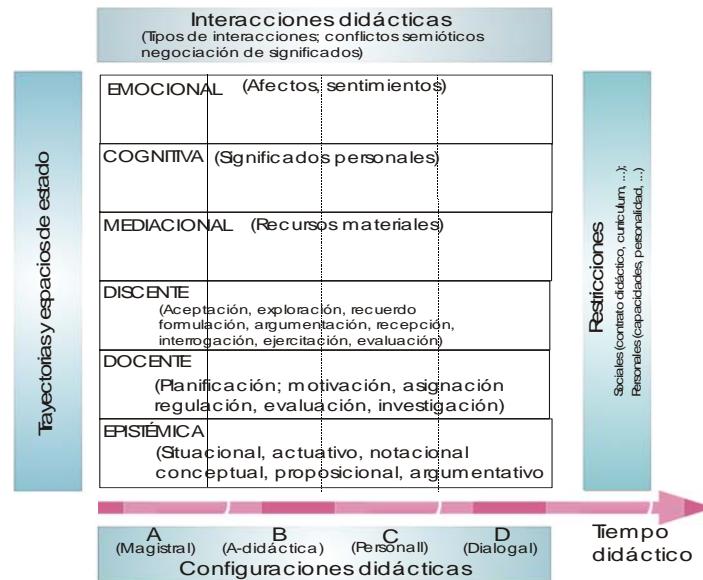 Interacciones didácticas
(Tipos de interacciones; conflictos semióticos
negociación de significados)
Trayectorias y espacios de estado
EMOCIONAL (Afectos, sentimientos)
COGNITIVA (Significados personales)
MEDIACIONAL (Recursos materiales)
DISCENTE
(Aceptación, exploración, recuerdo
formulación, argumentación, recepción,
interrogación, ejercitación, evaluación)
DOCENTE
(Planificación; motivación, asignación
regulación, evaluación, investigación)
EPISTÉMICA
(Situacional, actuativo, notacional
conceptual, proposicional, argumentativo
Restricciones
Sociales (contrato didáctico, curiculum, ...);
Personales (capacidades, personalidad, ...)
A B C D
(Magistral) (A-didáctica) (Personall) (Dialogal)
Configuraciones didácticas
Tiempo
didáctico